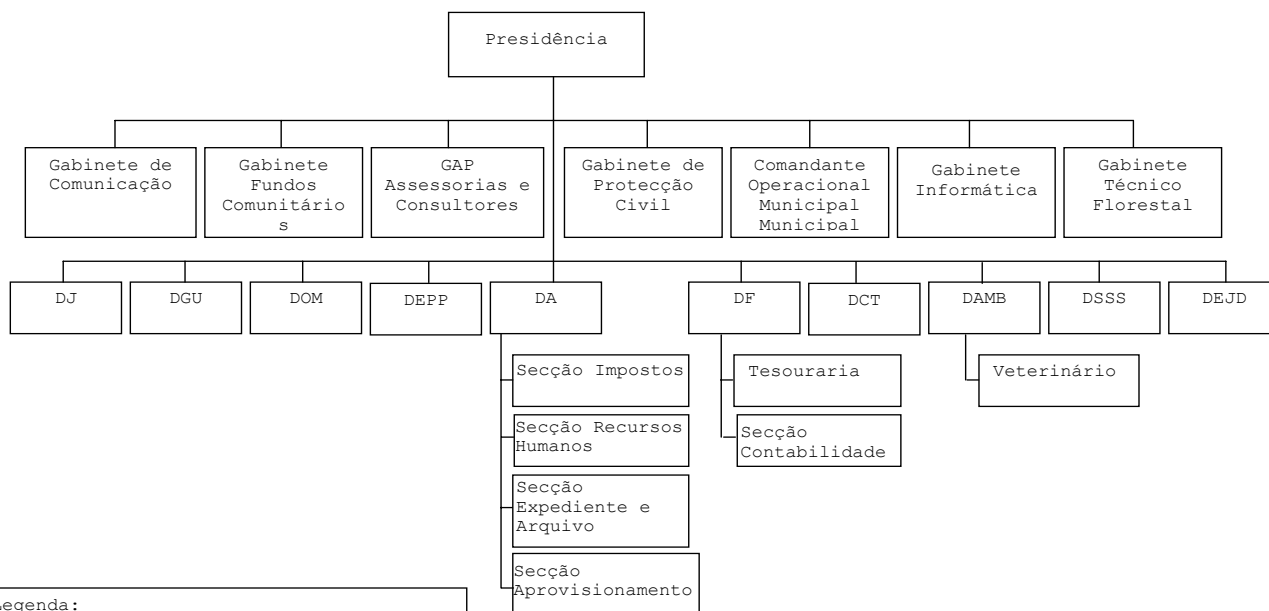 Presidência
Gabinete de
Comunicação
Gabinete
Fundos
Comunitário
s
GAP
Assessorias e
Consultores
Gabinete de
Protecção
Civil
Comandante
Operacional
Municipal
Municipal
Gabinete
Informática
Gabinete
Técnico
Florestal
DJ
DGU
DOM
DEPP
DA
DF
DCT
DAMB
DSSS
DEJD
Secção Impostos
Secção Recursos
Humanos
Secção
Expediente e
Arquivo
Secção
Aprovisionamento
Tesouraria
Secção
Contabilidade
Veterinário
Legenda: